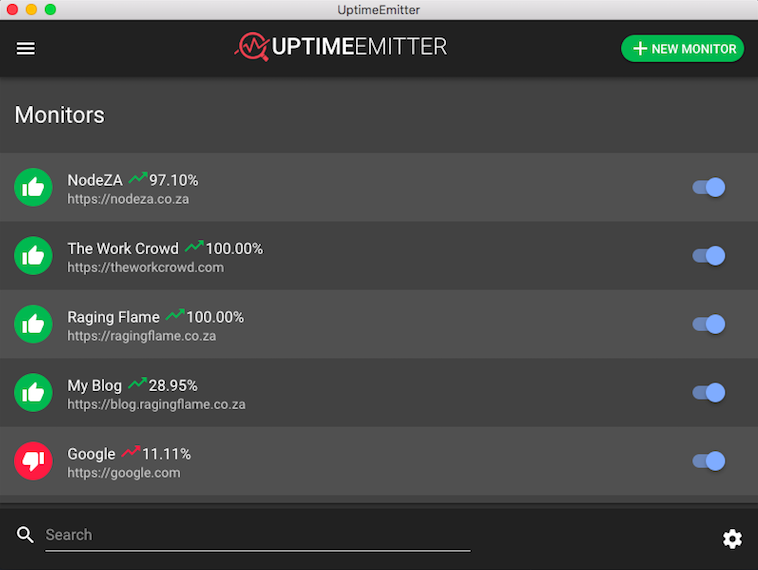 UptimeEmitter
UPTIMEEMITTER
NEW MONITOR
Monitors
NodeZA 97.10%
https://nodeza.co.za
The Work Crowd 100.00%
https://theworkcrowd.com
Raging Flame 100.00%
https://ragingflame.co.za
My Blog 28.95%
https://blog.ragingflame.co.za
Google 11.11%
https://google.com
Search